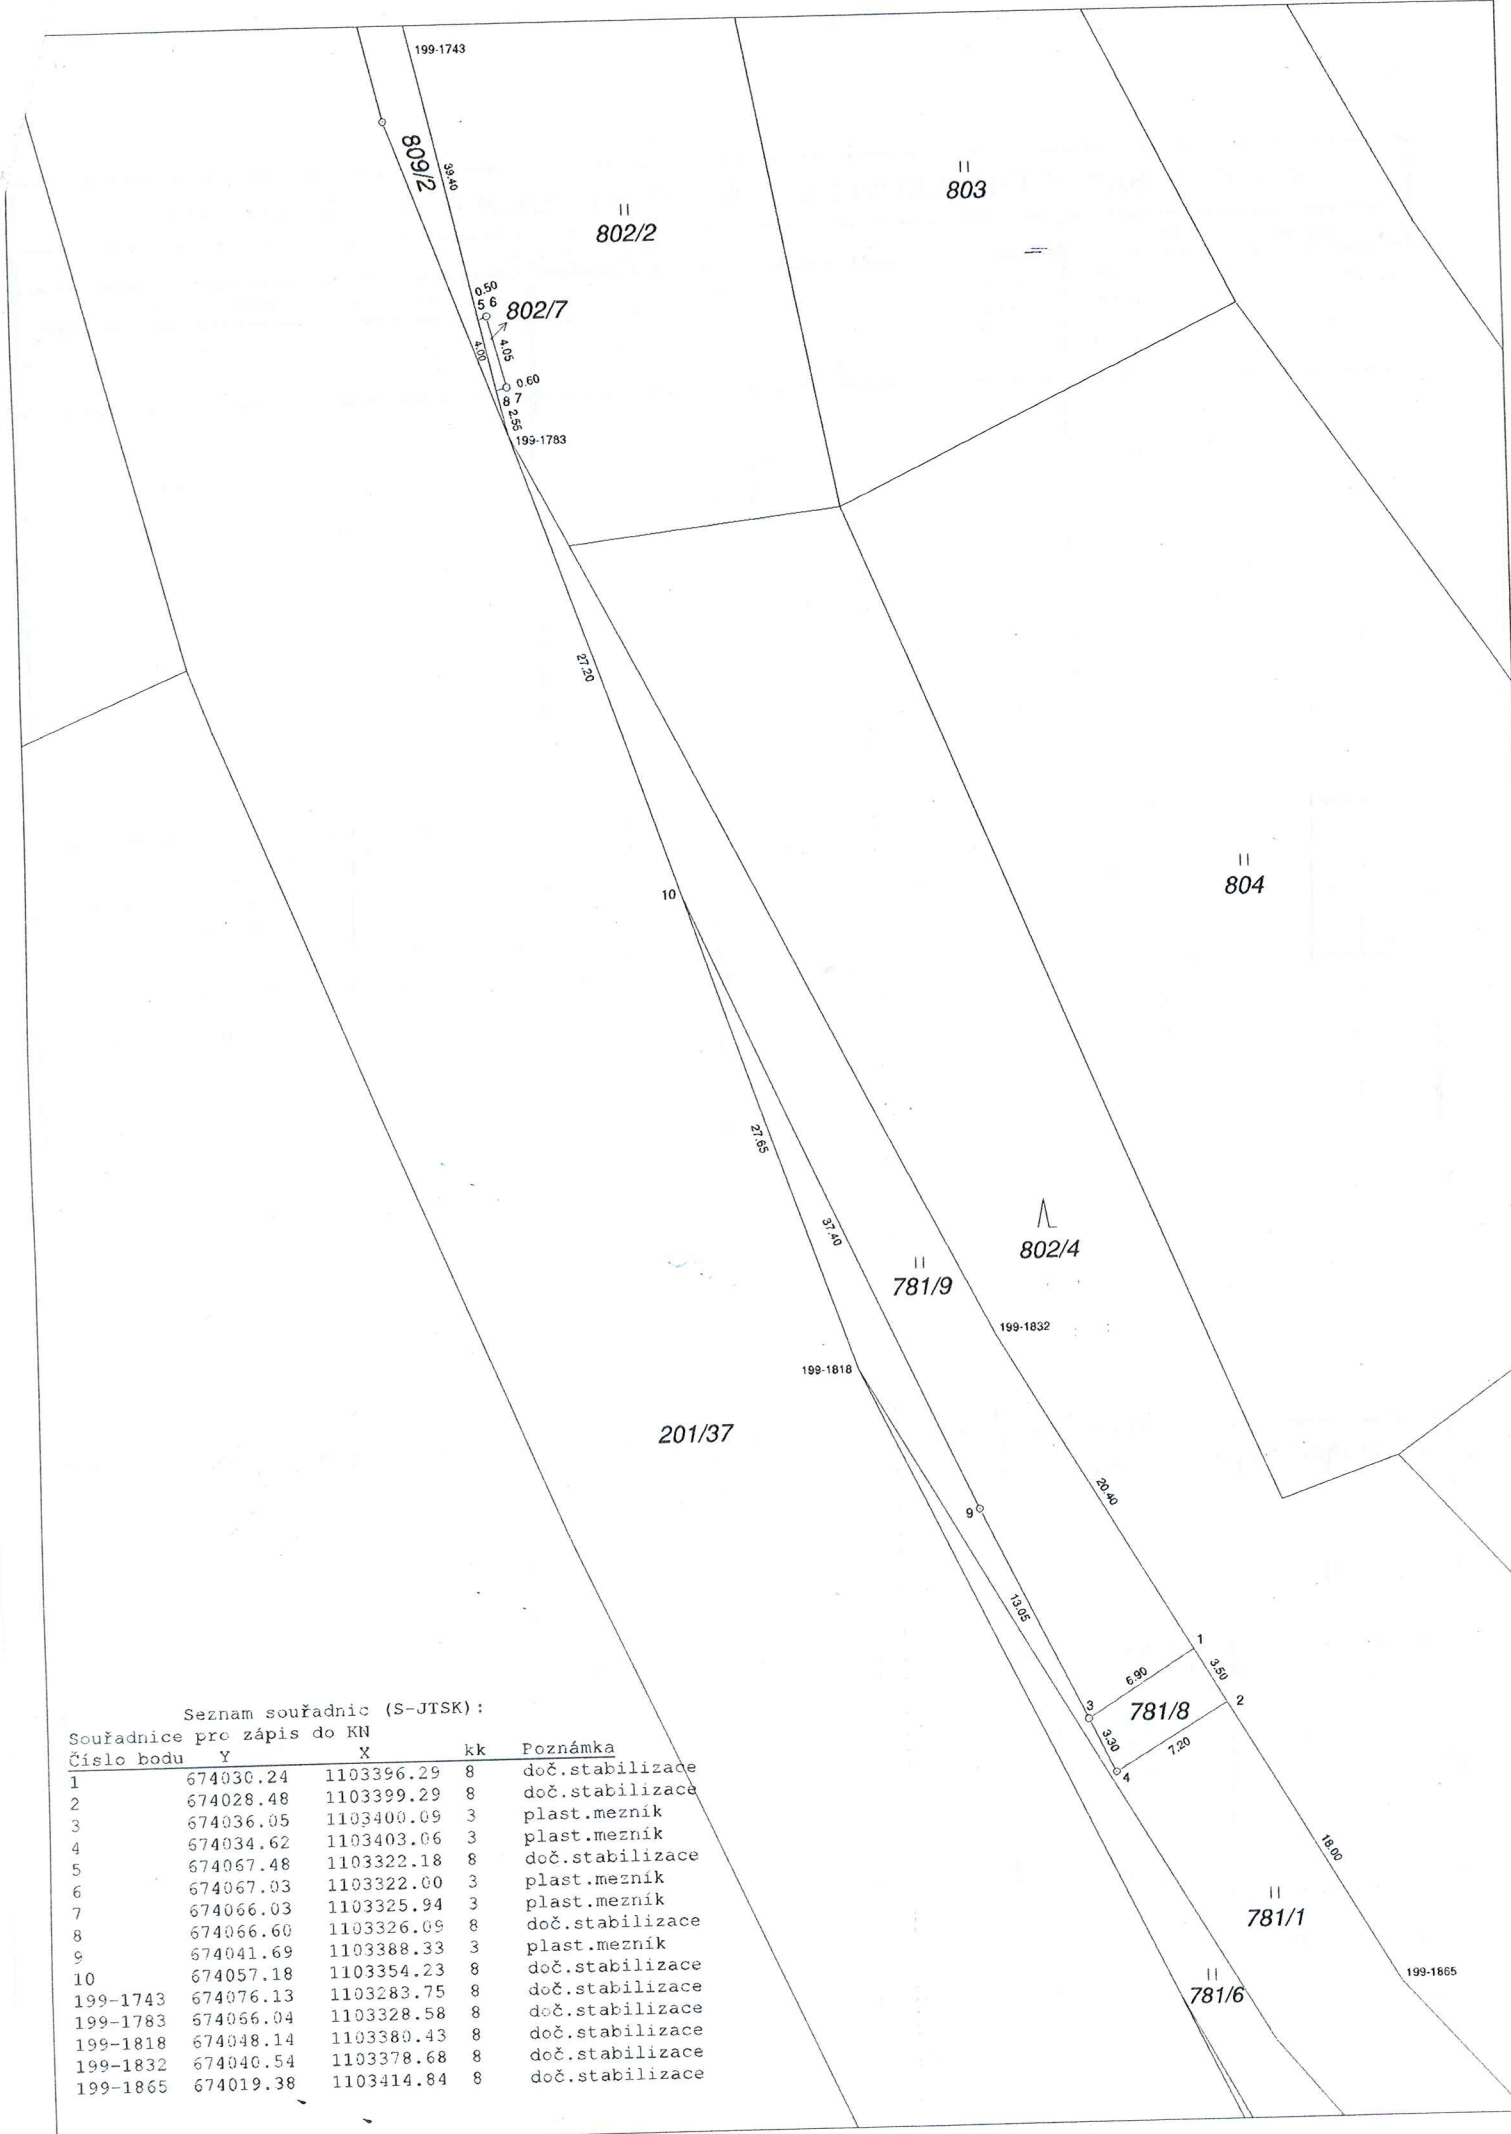 199-1743
809/2
39.40
802/2
803
0.50
5 6
802/7
4.00
4.05
0.60
8 7
2.55
199-1783
27.20
804
10
27.65
37.40
802/4
781/9
199-1832
199-1818
201/37
20.40
9
13.05
1
6.90
3.50
3
781/8
2
3.30
7.20
4
18.00
781/1
199-1865
781/6
Seznam souřadnic (S-JTSK):
Souřadnice pro zápis do KN
Číslo bodu Y X kk Poznámka
1 674030.24 1103396.29 8 doč.stabilizace
2 674028.48 1103399.29 8 doč.stabilizace
3 674036.05 1103400.09 3 plast.mezník
4 674034.62 1103403.06 3 plast.mezník
5 674067.48 1103322.18 8 doč.stabilizace
6 674067.03 1103322.00 3 plast.mezník
7 674066.03 1103325.94 3 plast.mezník
8 674066.60 1103326.09 8 doč.stabilizace
9 674041.69 1103388.33 3 plast.mezník
10 674057.18 1103354.23 8 doč.stabilizace
199-1743 674076.13 1103283.75 8 doč.stabilizace
199-1783 674066.04 1103328.58 8 doč.stabilizace
199-1818 674048.14 1103380.43 8 doč.stabilizace
199-1832 674040.54 1103378.68 8 doč.stabilizace
199-1865 674019.38 1103414.84 8 doč.stabilizace